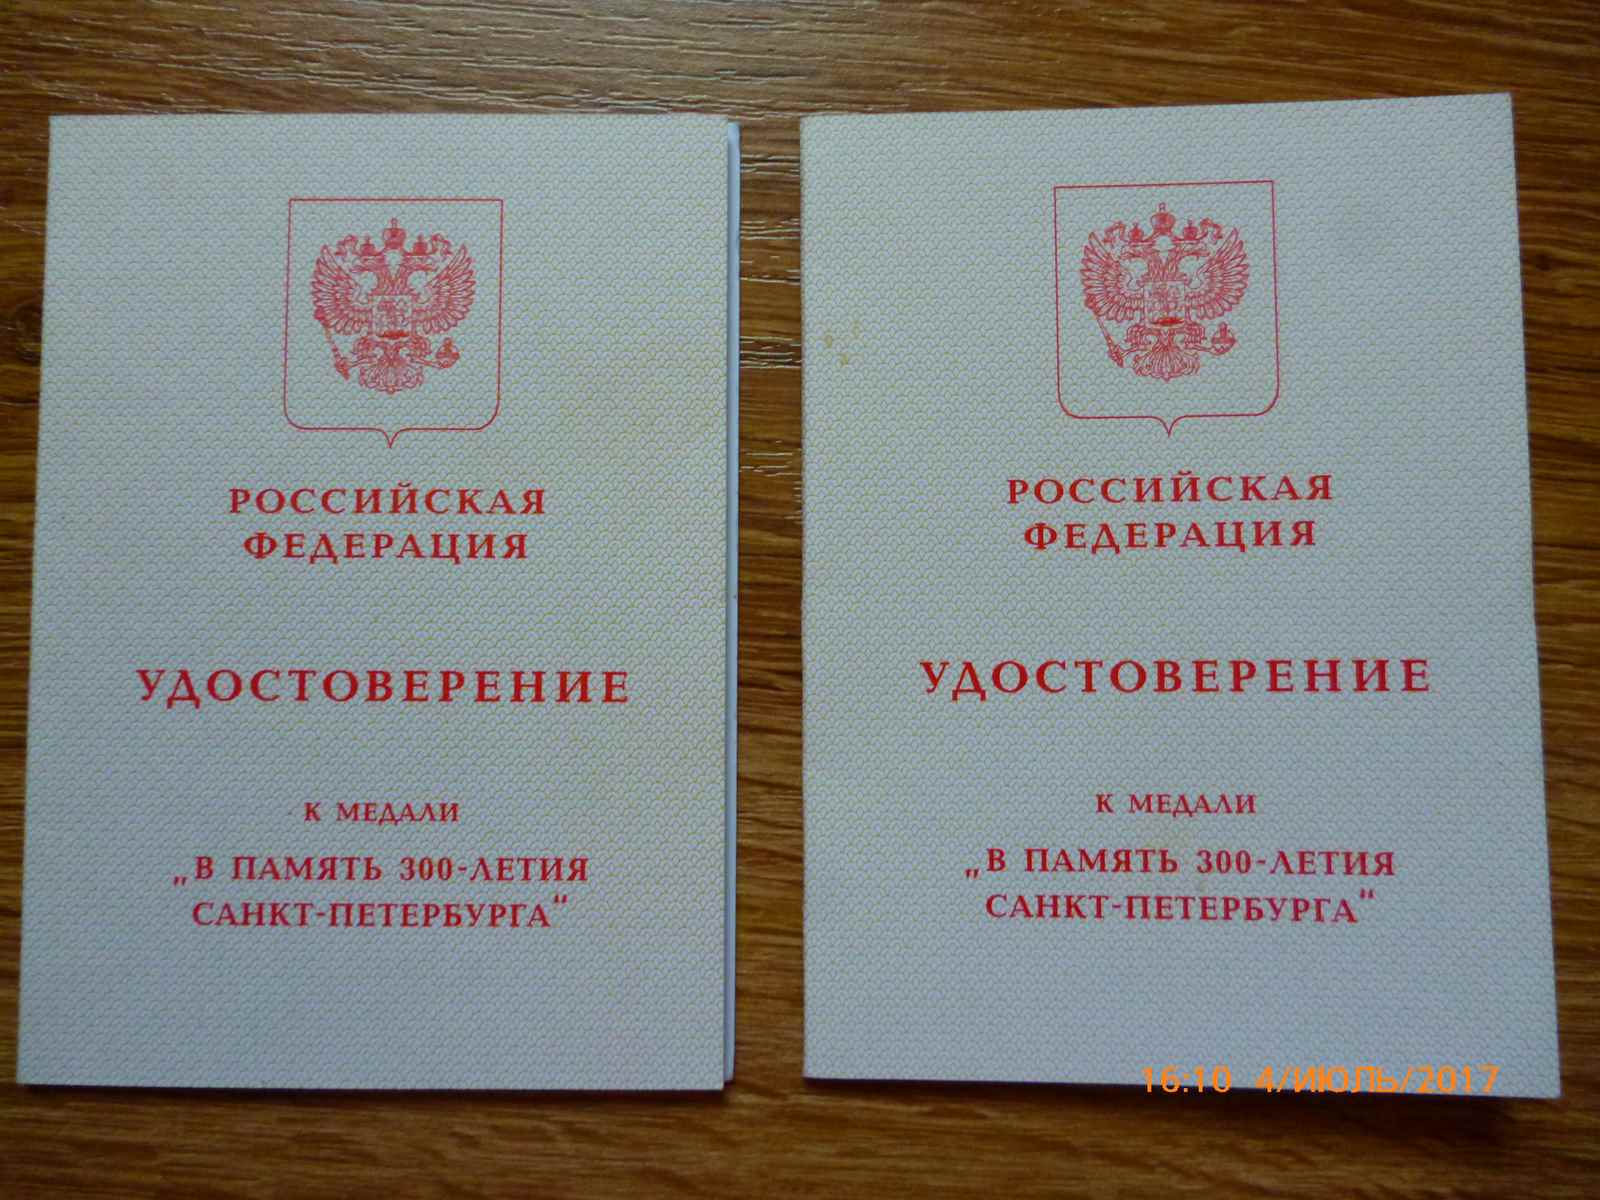 РОССИЙСКАЯ
ФЕДЕРАЦИЯ
УДОСТОВЕРЕНИЕ
К МЕДАЛИ
„В ПАМЯТЬ 300-ЛЕТИЯ
САНКТ-ПЕТЕРБУРГА“
РОССИЙСКАЯ
ФЕДЕРАЦИЯ
УДОСТОВЕРЕНИЕ
К МЕДАЛИ
„В ПАМЯТЬ 300-ЛЕТИЯ
САНКТ-ПЕТЕРБУРГА“
16:10 4/ИЮЛЬ/2017